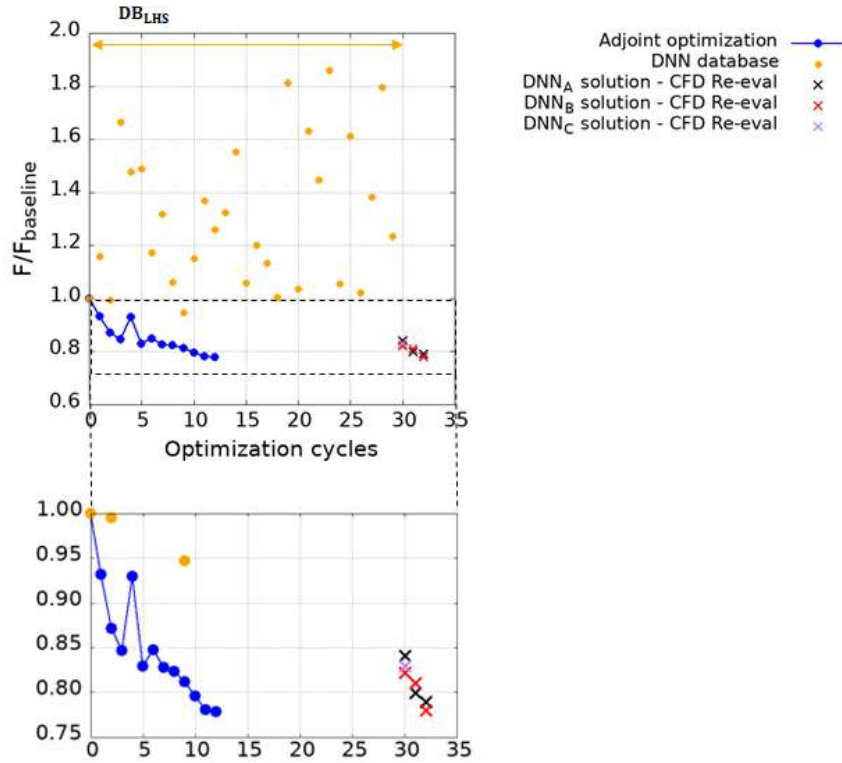 DB_LHS
2.0
1.8
1.6
1.4
1.2
1.0
0.8
0.6
F/F_baseline
0 5 10 15 20 25 30 35
Optimization cycles
Adjoint optimization
DNN database
DNN_A solution - CFD Re-eval
DNN_B solution - CFD Re-eval
DNN_C solution - CFD Re-eval
1.00
0.95
0.90
0.85
0.80
0.75
0 5 10 15 20 25 30 35